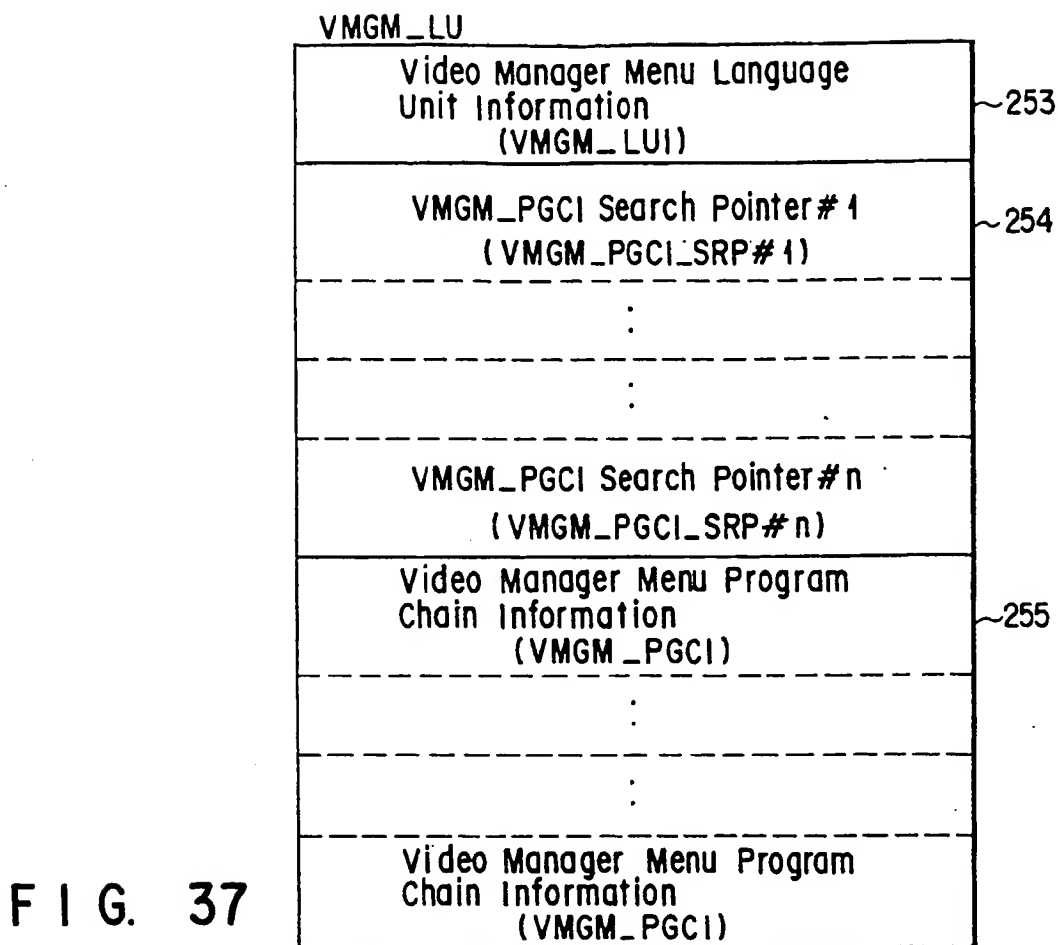 VMGM_LU
Video Manager Menu Language
Unit Information
(VMGM_LUI)
~253
VMGM_PGCI Search Pointer#1
(VMGM_PGCI_SRP#1)
~254
VMGM_PGCI Search Pointer#n
(VMGM_PGCI_SRP#n)
Video Manager Menu Program
Chain Information
(VMGM_PGCI)
~255
Video Manager Menu Program
Chain Information
(VMGM_PGCI)
FIG. 37